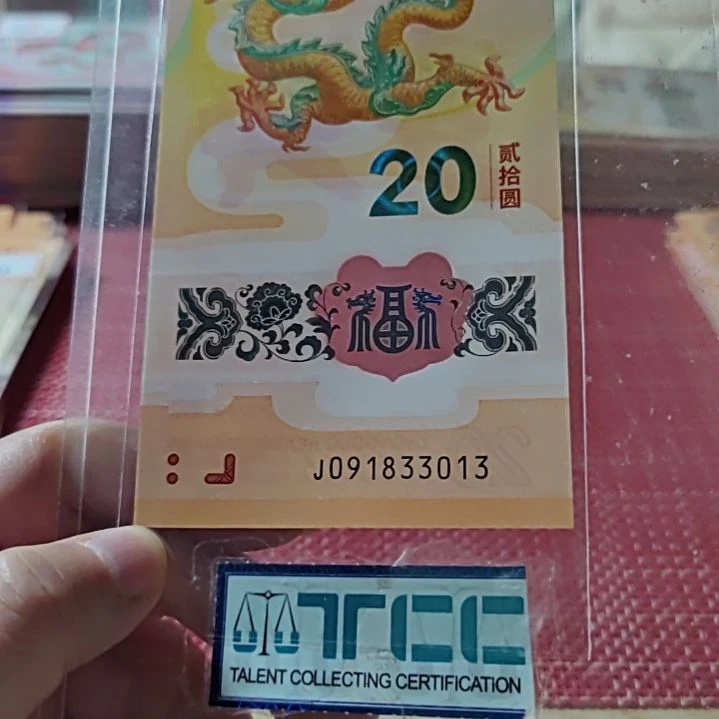 20
贰拾圆
福
J091833013
TCC
TALENT COLLECTING CERTIFICATION